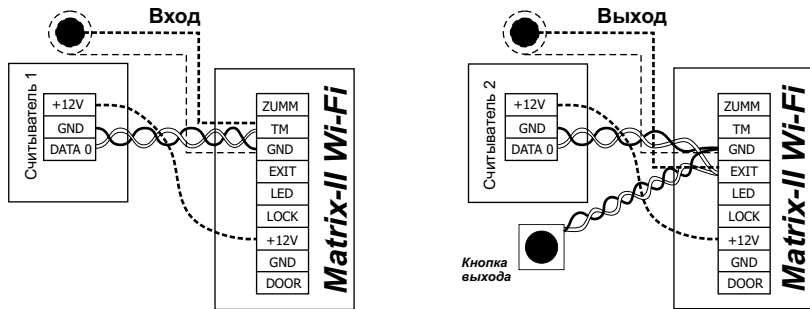 Вход
Считыватель 1
+12V
GND
DATA 0
ZUMM
TM
GND
EXIT
LED
LOCK
+12V
GND
DOOR
Matrix-II Wi-Fi
Выход
Считыватель 2
+12V
GND
DATA 0
Кнопка
выхода
ZUMM
TM
GND
EXIT
LED
LOCK
+12V
GND
DOOR
Matrix-II Wi-Fi